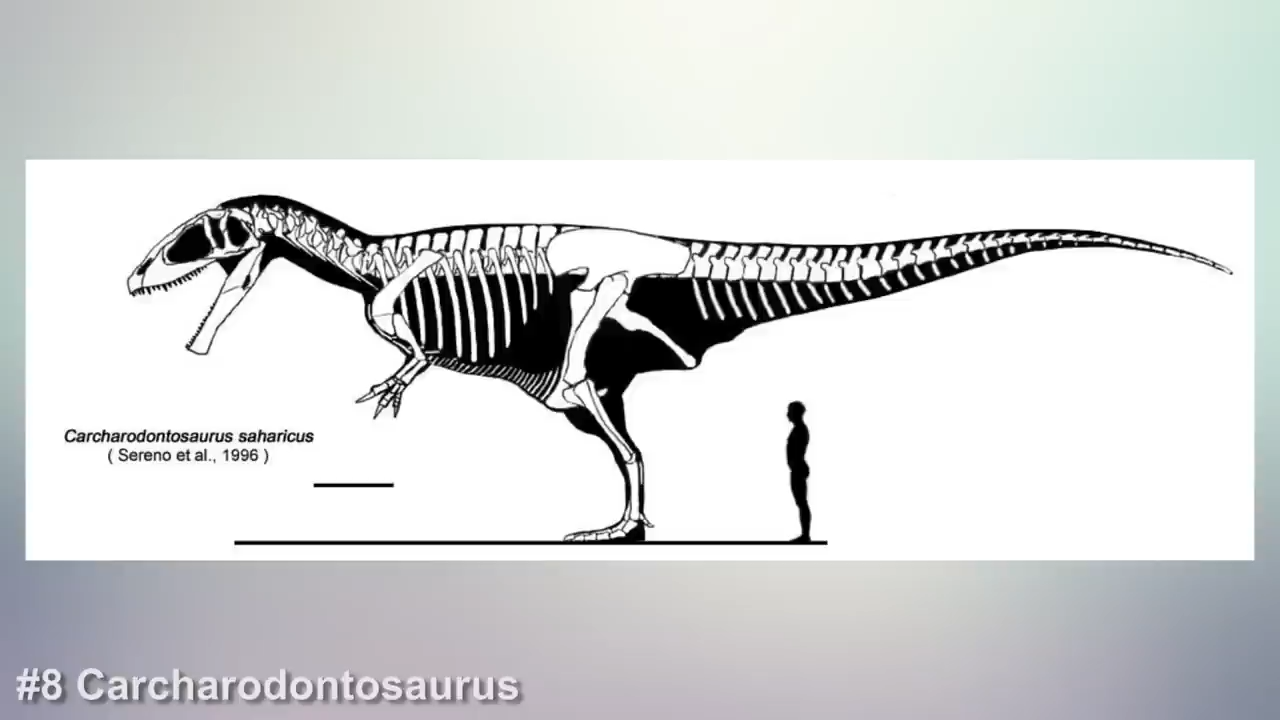 Carcharodontosaurus saharicus
( Sereno et al., 1996 )
#8 Carcharodontosaurus